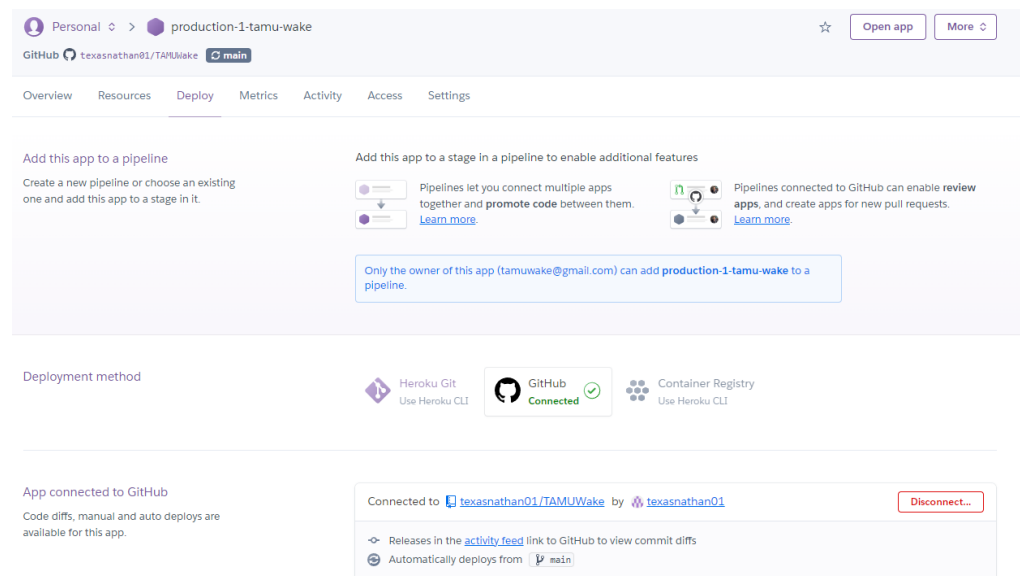 Personal production-1-tamu-wake Open app More
GitHub texasnathan01/TAMUWake main
Overview Resources Deploy Metrics Activity Access Settings
Add this app to a pipeline
Create a new pipeline or choose an existing
one and add this app to a stage in it.
Add this app to a stage in a pipeline to enable additional features
Pipelines let you connect multiple apps
together and promote code between them.
Learn more.
Pipelines connected to GitHub can enable review
apps, and create apps for new pull requests.
Learn more.
Only the owner of this app (tamuwake@gmail.com) can add production-1-tamu-wake to a
pipeline.
Deployment method
Heroku Git
Use Heroku CLI
GitHub
Connected
Container Registry
Use Heroku CLI
App connected to GitHub
Code diffs, manual and auto deploys are
available for this app.
Connected to texasnathan01/TAMUWake by texasnathan01 Disconnect...
Releases in the activity feed link to GitHub to view commit diffs
Automatically deploys from main